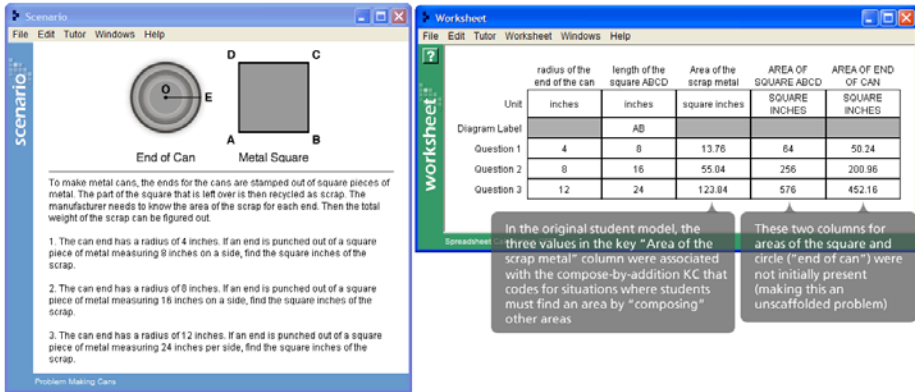 Scenario
File Edit Tutor Windows Help
scenario
D C
O E
A B
End of Can Metal Square
To make metal cans, the ends for the cans are stamped out of square pieces of
metal. The part of the square that is left over is then recycled as scrap. The
manufacturer needs to know the area of the scrap for each end. Then the total
weight of the scrap can be figured out.
1. The can end has a radius of 4 inches. If an end is punched out of a square
piece of metal measuring 8 inches on a side, find the square inches of the
scrap.
2. The can end has a radius of 8 inches. If an end is punched out of a square
piece of metal measuring 16 inches on a side, find the square inches of the
scrap.
3. The can end has a radius of 12 inches. If an end is punched out of a square
piece of metal measuring 24 inches per side, find the square inches of the
scrap.
Problem Making Cans
Worksheet
File Edit Tutor Worksheet Windows Help
?
worksheet
radius of the length of the Area of the AREA OF AREA OF END
end of the can square ABCD scrap metal SQUARE ABCD OF CAN
Unit inches inches square inches SQUARE INCHES SQUARE INCHES
Diagram Label AB
Question 1 4 8 13.76 64 50.24
Question 2 8 16 55.04 256 200.96
Question 3 12 24 123.84 576 452.16
Spreadsheet
In the original student model, the
three values in the key "Area of the
scrap metal" column were associated
with the compose-by-addition KC that
codes for situations where students
must find an area by "composing"
other areas
These two columns for
areas of the square and
circle ("end of can") were
not initially present
(making this an
unscaffolded problem)